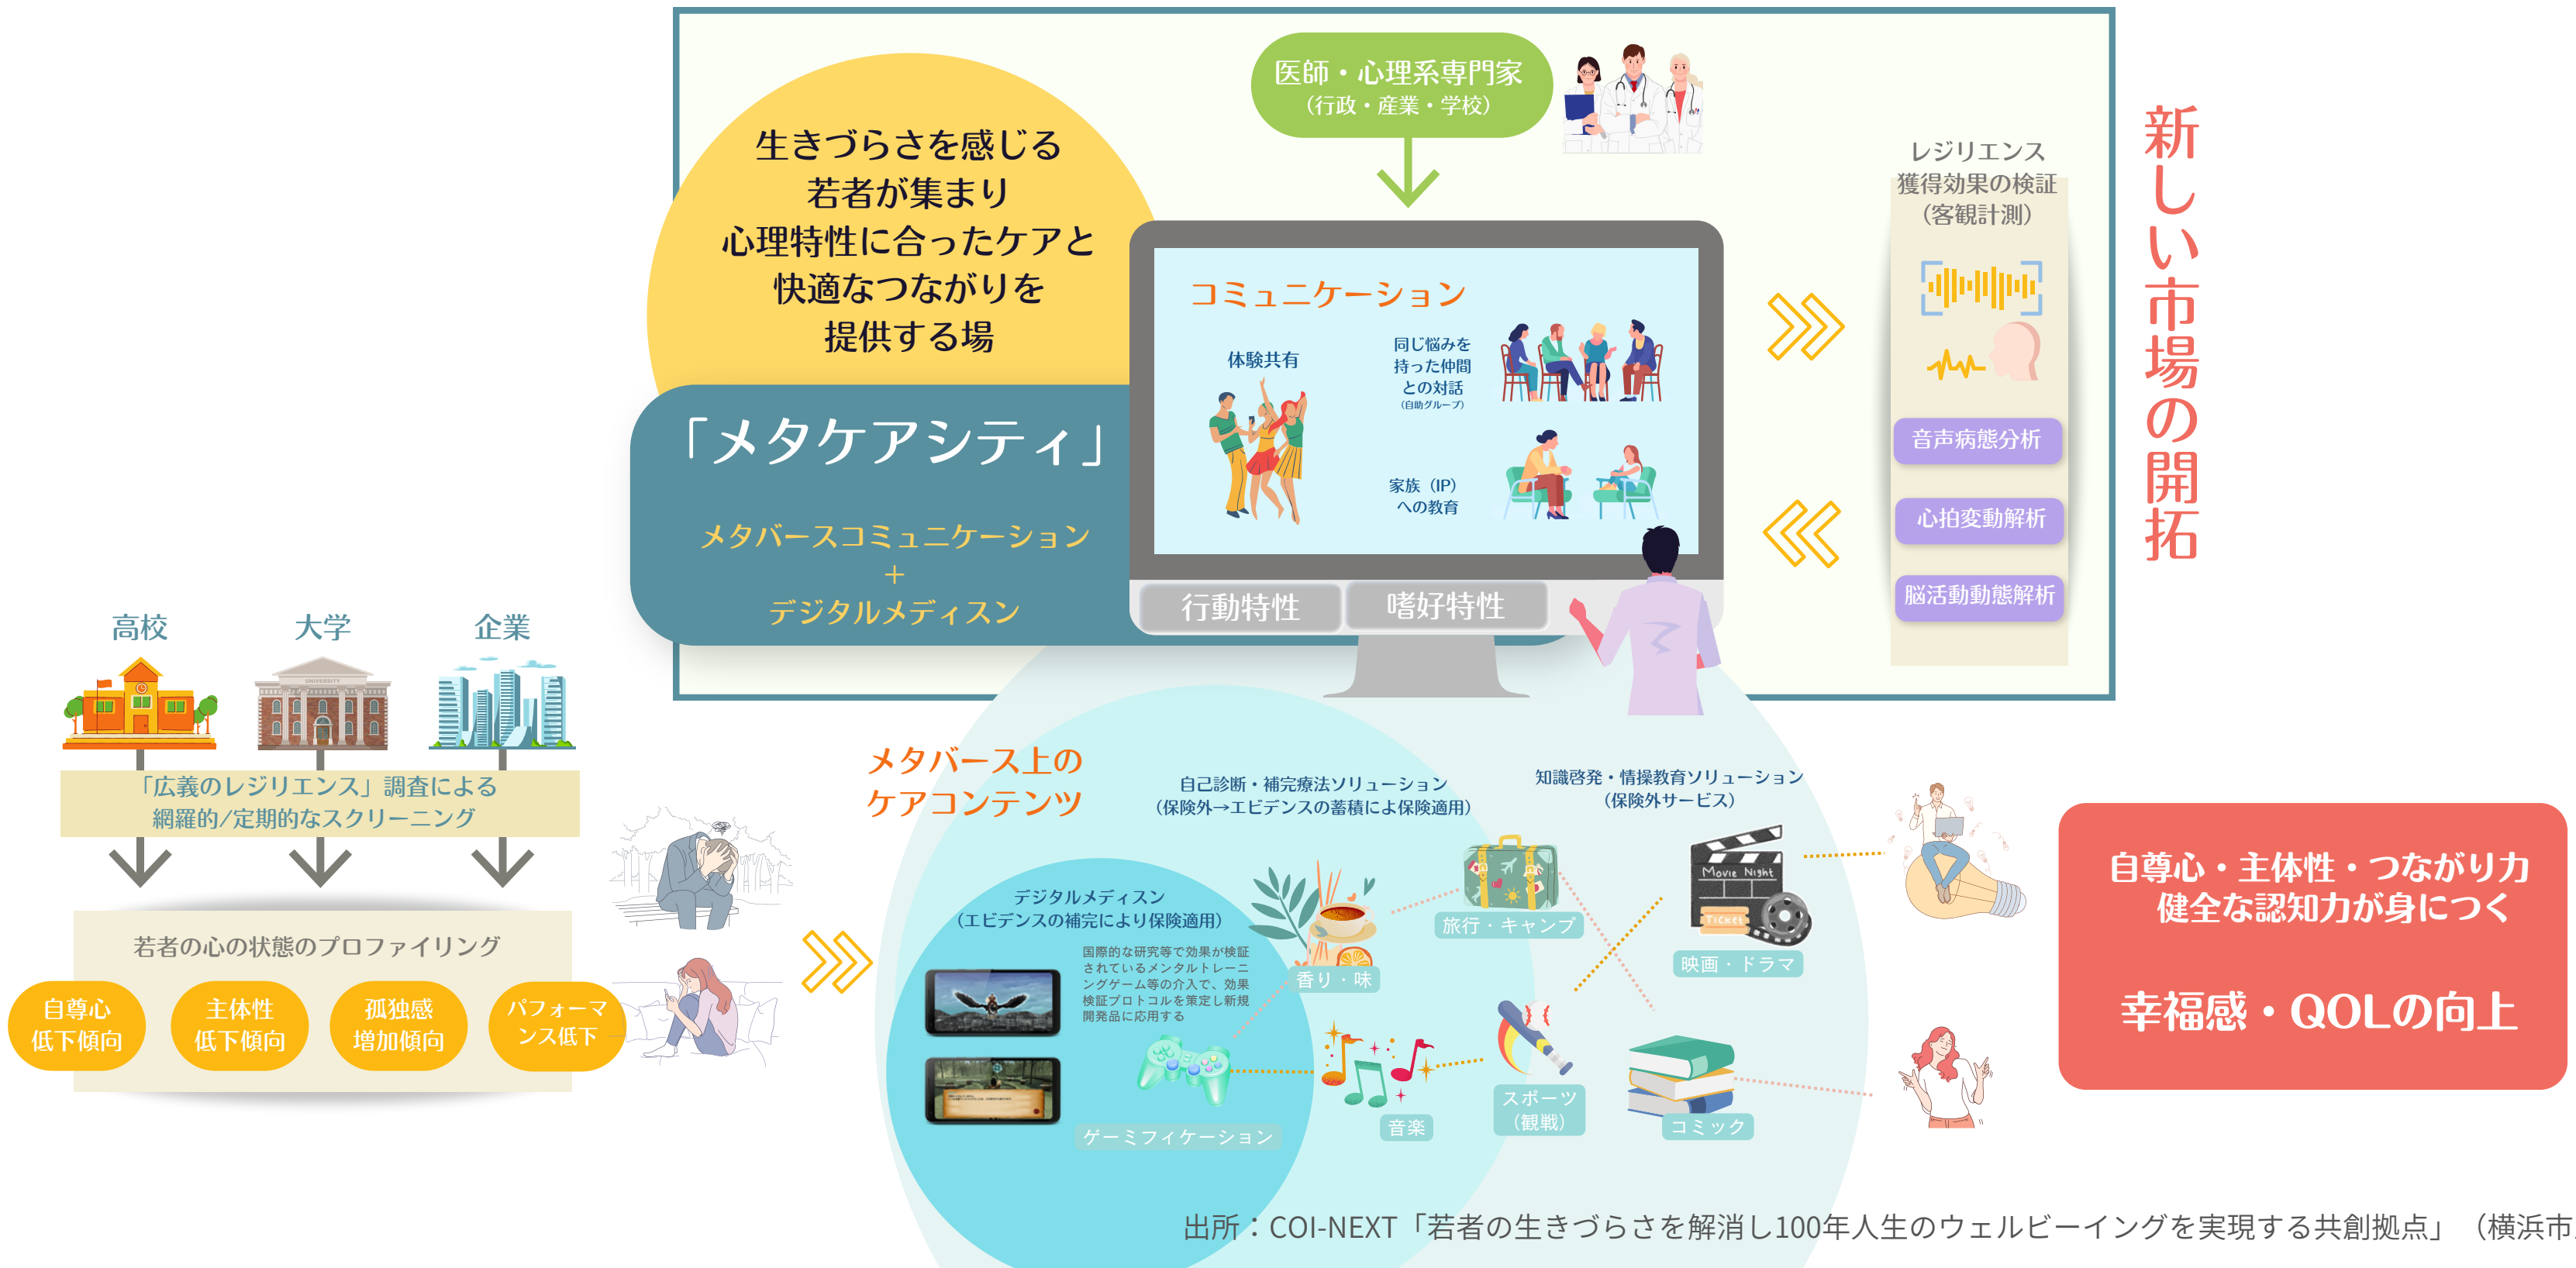 医師・心理系専門家
（行政・産業・学校）
生きづらさを感じる
若者が集まり
心理特性に合ったケアと
快適なつながりを
提供する場
「メタケアシティ」
メタバースコミュニケーション
+
デジタルメディスン
コミュニケーション
体験共有
同じ悩みを
持った仲間
との対話
（自助グループ）
家族（IP）
への教育
行動特性
嗜好特性
レジリエンス
獲得効果の検証
（客観計測）
音声病態分析
心拍変動解析
脳活動動態解析
新しい市場の開拓
高校
大学
企業
UNIVERSITY
「広義のレジリエンス」調査による
網羅的/定期的なスクリーニング
若者の心の状態のプロファイリング
自尊心
低下傾向
主体性
低下傾向
孤独感
増加傾向
パフォーマ
ンス低下
メタバース上の
ケアコンテンツ
自己診断・補完療法ソリューション
（保険外→エビデンスの蓄積によ保険適用）
知識啓発・情操教育ソリューション
（保険外サービス）
デジタルメディスン
（エビデンスの補完により保険適用）
国際的な研究等で効果が検証
されているメンタルトレーニ
ングゲーム等の介入で、効果
検証プロトコルを策定し新規
開発品に応用する
ゲーミフィケーション
香り・味
旅行・キャンプ
Movie Night
TICKET
映画・ドラマ
音楽
スポーツ
（観戦）
コミック
自尊心・主体性・つながり力
健全な認知力が身につく
幸福感・QOLの向上
出所：COI-NEXT「若者の生きづらさを解消し100年人生のウェルビーイングを実現する共創拠点」（横浜市